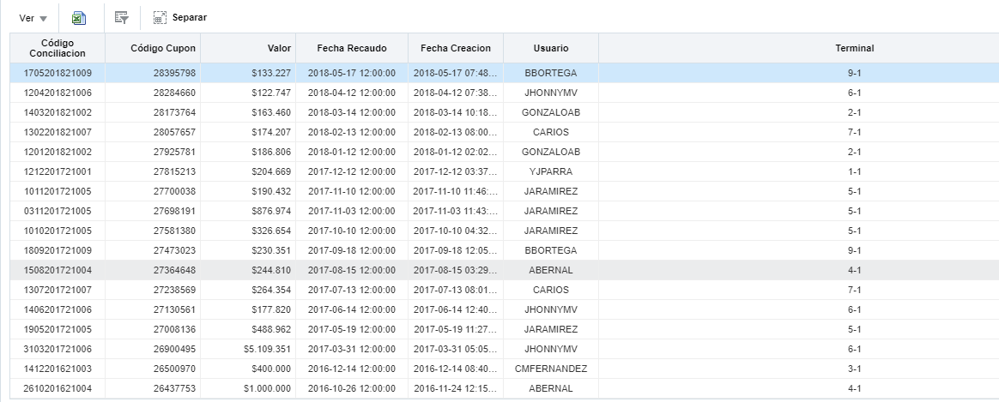 Ver Separar
Código Conciliacion Código Cupon Valor Fecha Recaudo Fecha Creacion Usuario Terminal
1705201821009 28395798 $133.227 2018-05-17 12:00:00 2018-05-17 07:48... BBORTEGA 9-1
1204201821006 28284660 $122.747 2018-04-12 12:00:00 2018-04-12 07:38... JHONNYMV 6-1
1403201821002 28173764 $163.460 2018-03-14 12:00:00 2018-03-14 10:18... GONZALOAB 2-1
1302201821007 28057657 $174.207 2018-02-13 12:00:00 2018-02-13 08:00... CARIOS 7-1
1201201821002 27925781 $186.806 2018-01-12 12:00:00 2018-01-12 02:02... GONZALOAB 2-1
1212201721001 27815213 $204.669 2017-12-12 12:00:00 2017-12-12 03:37... YJPARRA 1-1
1011201721005 27700038 $190.432 2017-11-10 12:00:00 2017-11-10 11:46:... JARAMIREZ 5-1
0311201721005 27698191 $876.974 2017-11-03 12:00:00 2017-11-03 11:43:... JARAMIREZ 5-1
1010201721005 27581380 $326.654 2017-10-10 12:00:00 2017-10-10 04:32... JARAMIREZ 5-1
1809201721009 27473023 $230.351 2017-09-18 12:00:00 2017-09-18 12:05... BBORTEGA 9-1
1508201721004 27364648 $244.810 2017-08-15 12:00:00 2017-08-15 03:29... ABERNAL 4-1
1307201721007 27238569 $264.354 2017-07-13 12:00:00 2017-07-13 08:01... CARIOS 7-1
1406201721006 27130561 $177.820 2017-06-14 12:00:00 2017-06-14 12:40... JHONNYMV 6-1
1905201721005 27008136 $488.962 2017-05-19 12:00:00 2017-05-19 11:27... JARAMIREZ 5-1
3103201721006 26900495 $5.109.351 2017-03-31 12:00:00 2017-03-31 05:05... JHONNYMV 6-1
1412201621003 26500970 $400.000 2016-12-14 12:00:00 2016-12-14 08:40... CMFERNANDEZ 3-1
2610201621004 26437753 $1.000.000 2016-10-26 12:00:00 2016-11-24 12:15... ABERNAL 4-1